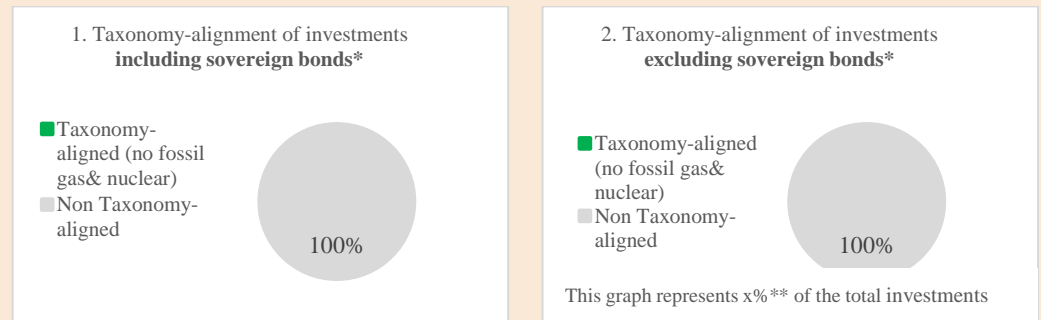 1. Taxonomy-alignment of investments
including sovereign bonds*
Taxonomy-
aligned (no fossil
gas& nuclear)
Non Taxonomy-
aligned
100%
2. Taxonomy-alignment of investments
excluding sovereign bonds*
Taxonomy-aligned
(no fossil gas&
nuclear)
Non Taxonomy-
aligned
100%
This graph represents x%** of the total investments